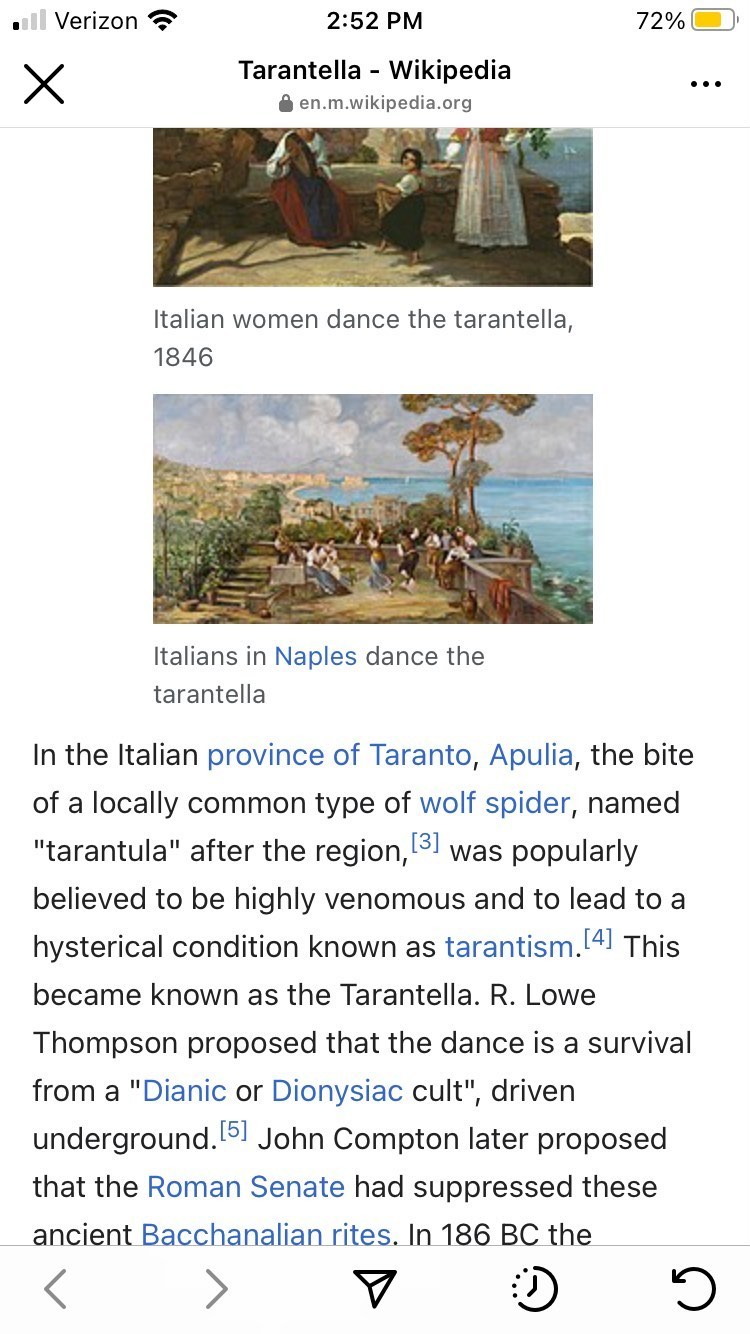 Verizon 2:52 PM 72%
Tarantella - Wikipedia
en.m.wikipedia.org
Italian women dance the tarantella,
1846
Italians in Naples dance the
tarantella
In the Italian province of Taranto, Apulia, the bite
of a locally common type of wolf spider, named
"tarantula" after the region,[3] was popularly
believed to be highly venomous and to lead to a
hysterical condition known as tarantism.[4] This
became known as the Tarantella. R. Lowe
Thompson proposed that the dance is a survival
from a "Dianic or Dionysiac cult", driven
underground.[5] John Compton later proposed
that the Roman Senate had suppressed these
ancient Bacchanalian rites. In 186 BC the